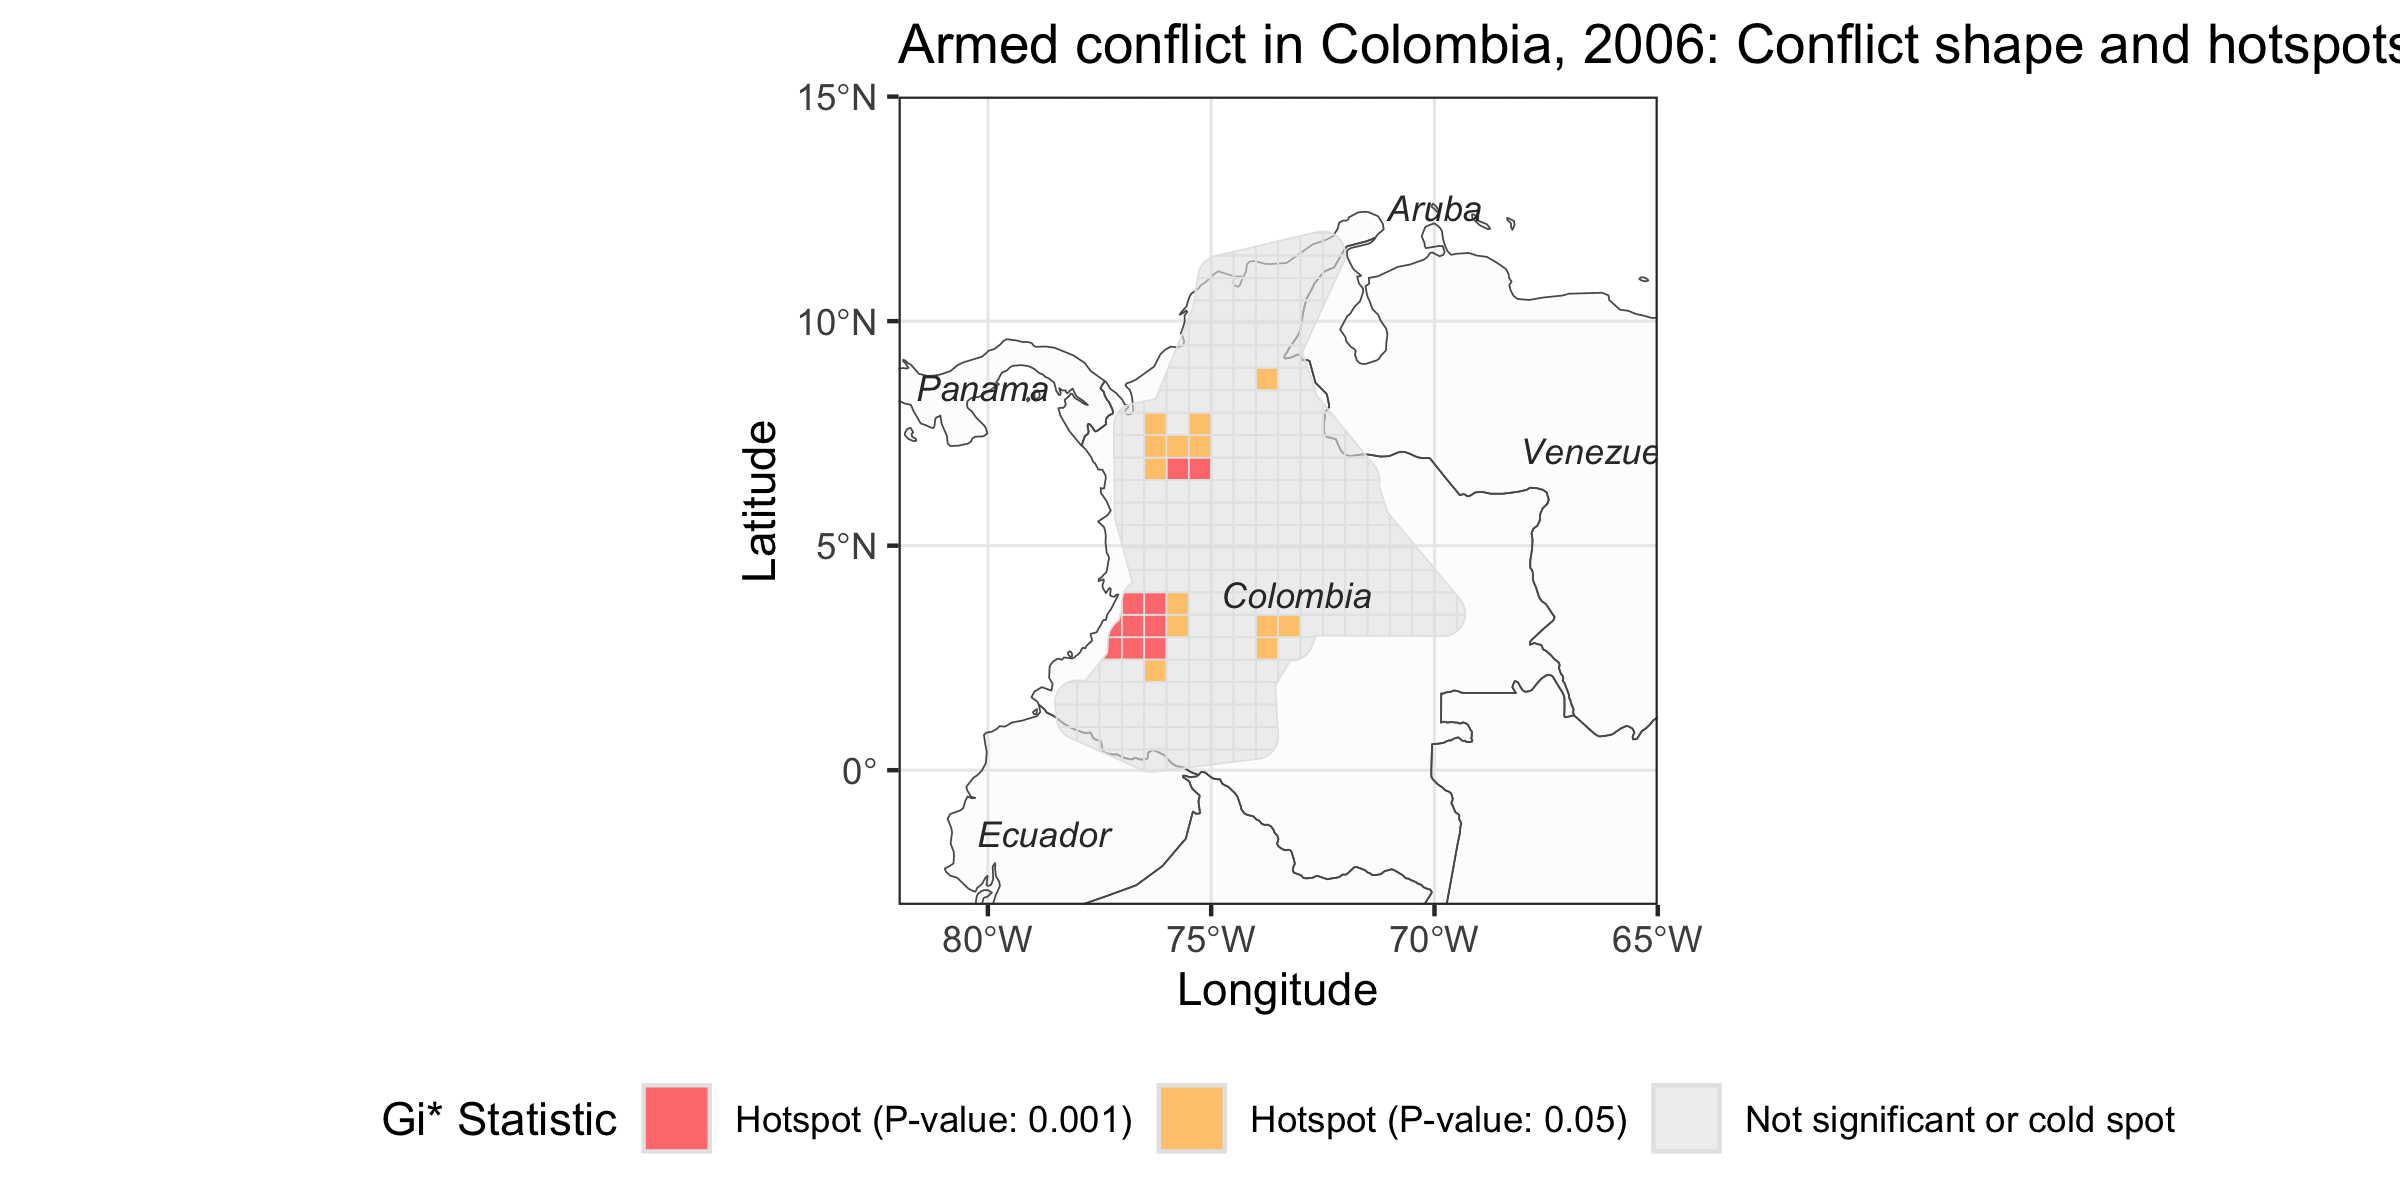 Armed conflict in Colombia, 2006: Conflict shape and hotspots
15°N
10°N
5°N
0°
Latitude
Aruba
Panama
Venezue
Colombia
Ecuador
80°W 75°W 70°W 65°W
Longitude
Gi* Statistic Hotspot (P-value: 0.001) Hotspot (P-value: 0.05) Not significant or cold spot